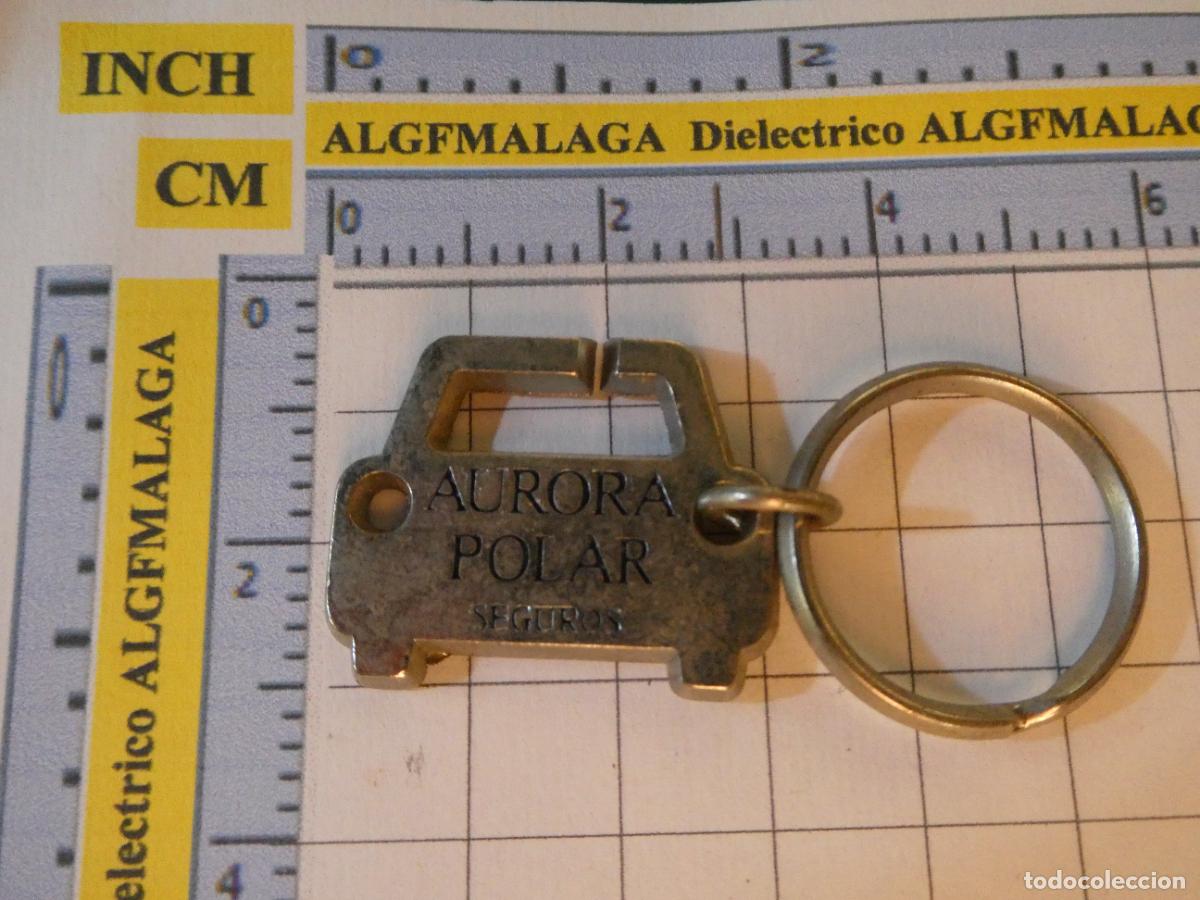 INCH
0 2
ALGFMALAGA Dielectrico ALGFMALAG
CM
0 2 4 6
0
0
2
4
electrico ALGFMALAGA
AURORA
POLAR
SEGUROS
todocoleccion